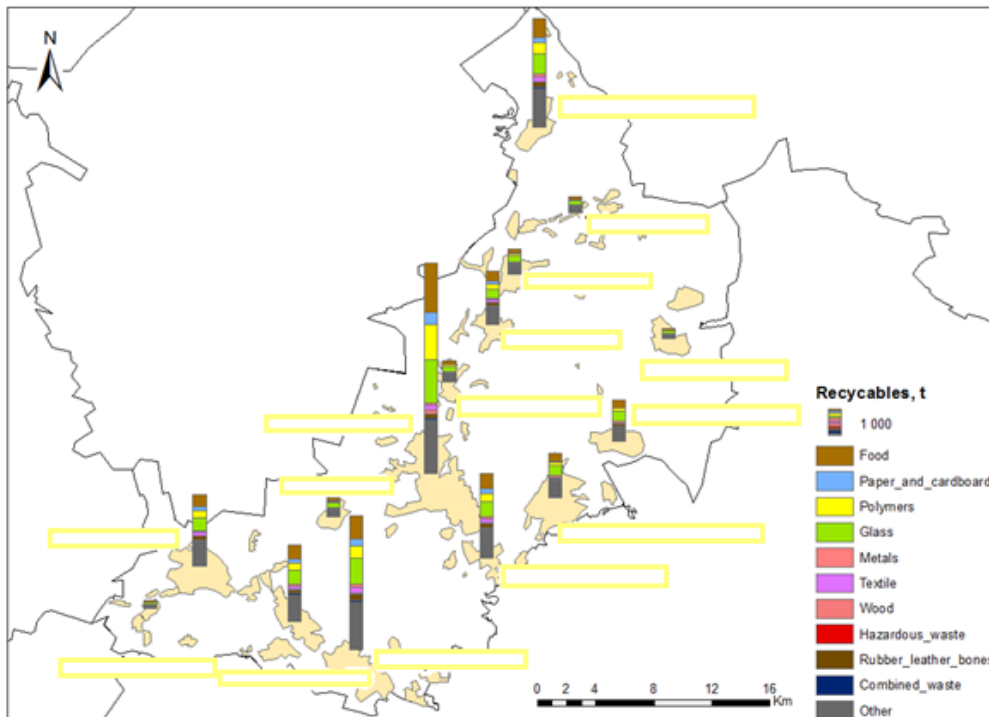 N
Recycables, t
1 000
Food
Paper_and_cardboard
Polymers
Glass
Metals
Textile
Wood
Hazardous_waste
Rubber_leather_bones
Combined_waste
Other
0 2 4 8 12 16
Km